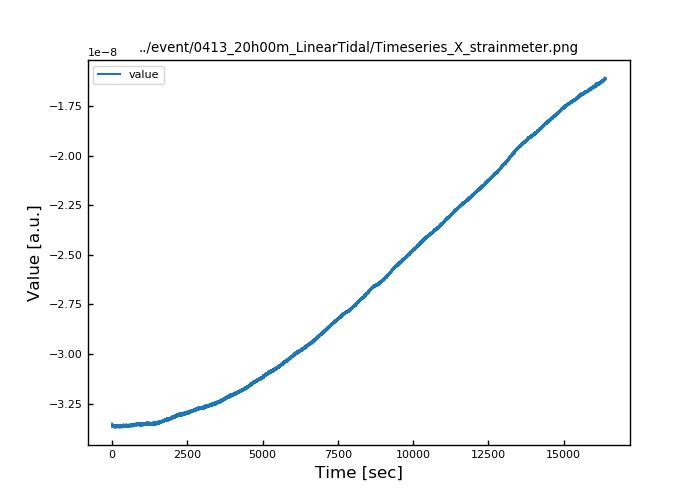 ../event/0413_20h00m_LinearTidal/Timeseries_X_strainmeter.png
1e−8
value
−1.75
−2.00
−2.25
−2.50
−2.75
−3.00
−3.25
Value [a.u.]
0 2500 5000 7500 10000 12500 15000
Time [sec]